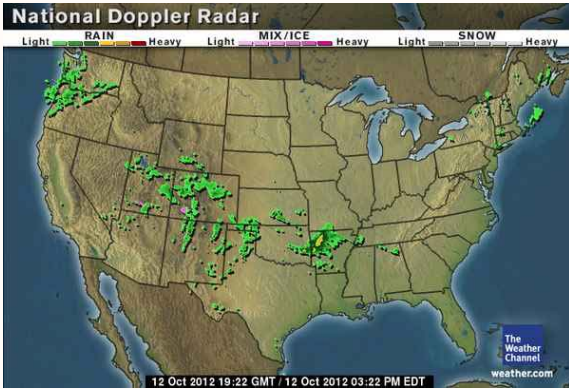 National Doppler Radar
RAIN MIX/ICE SNOW
Light Heavy Light Heavy Light Heavy
The
Weather
Channel
weather.com
12 Oct 2012 19:22 GMT / 12 Oct 2012 03:22 PM EDT